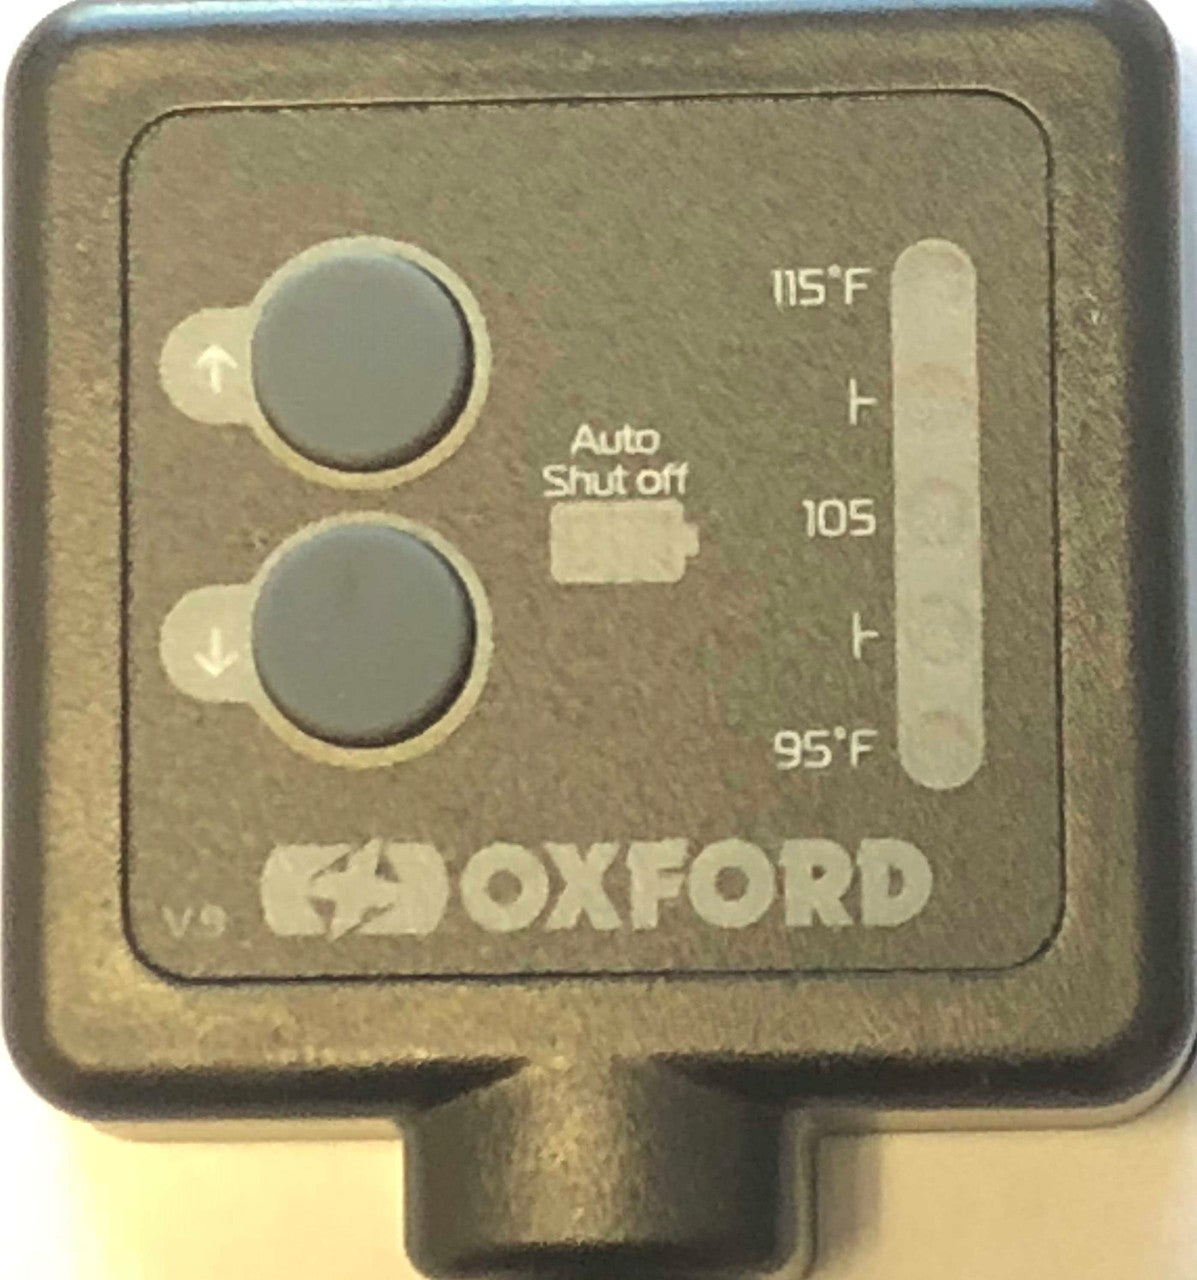 115°F
Auto
Shut off
105
95°F
V9 OXFORD